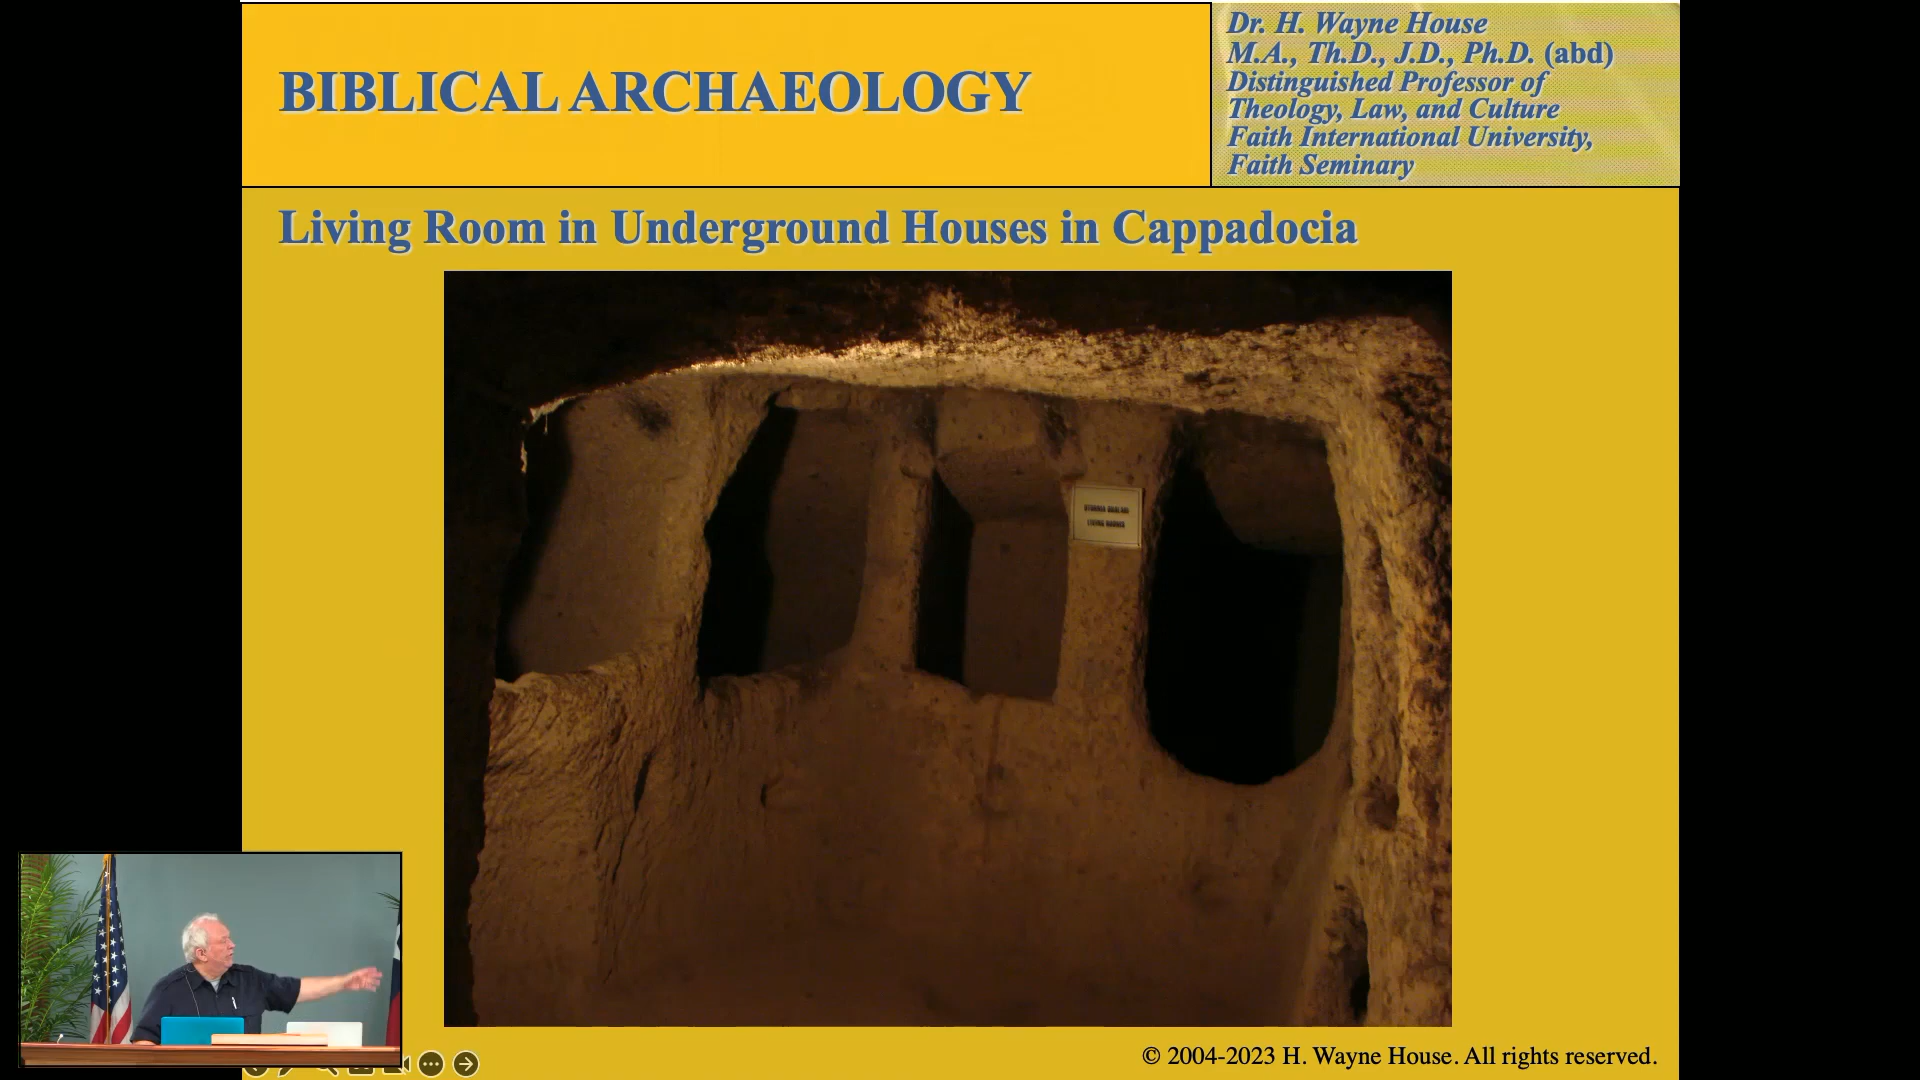 BIBLICAL ARCHAEOLOGY
Dr. H. Wayne House
M.A., Th.D., J.D., Ph.D. (abd)
Distinguished Professor of
Theology, Law, and Culture
Faith International University,
Faith Seminary
Living Room in Underground Houses in Cappadocia
LIVING
© 2004-2023 H. Wayne House. All rights reserved.